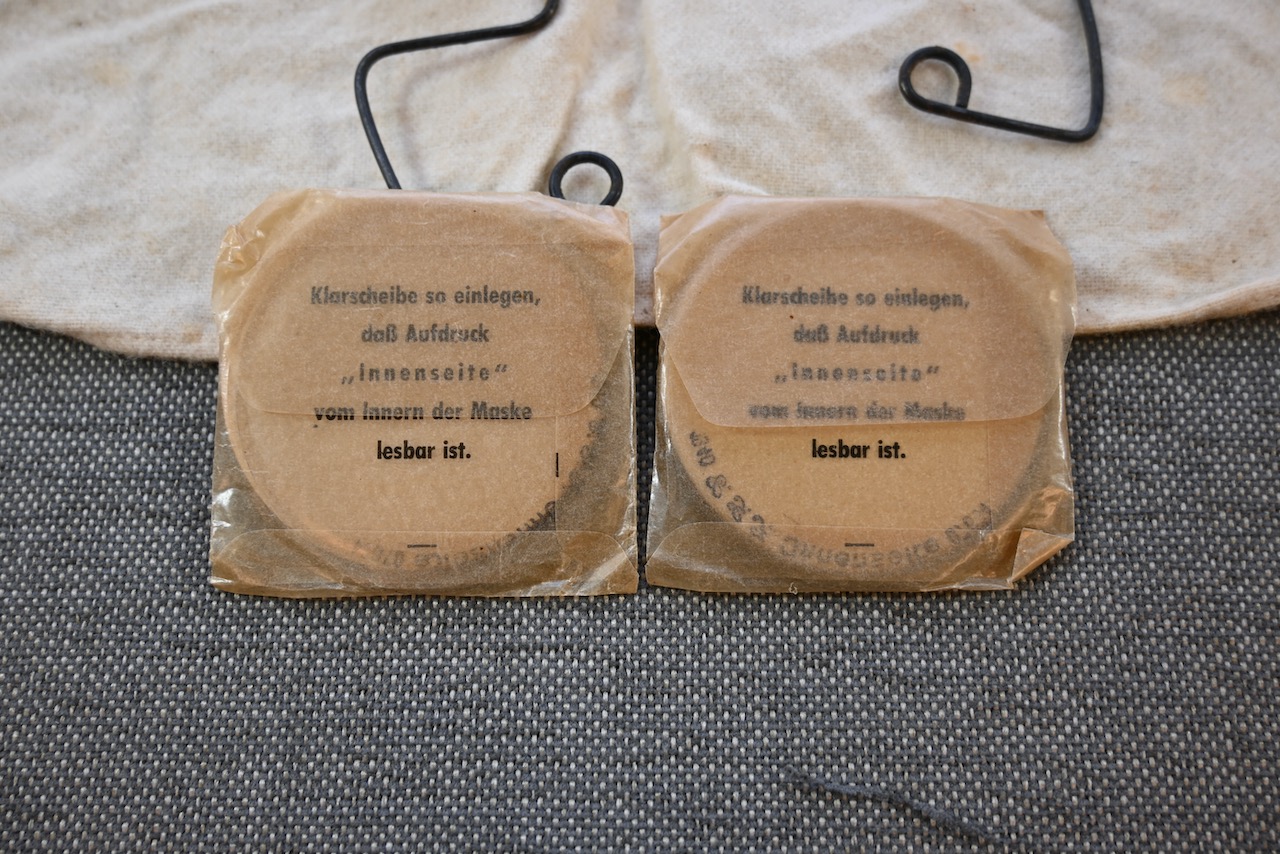 Klarscheibe so einlegen,
daß Aufdruck
„Innenseite“
vom Innern der Maske
lesbar ist.
Klarscheibe so einlegen,
daß Aufdruck
„Innenseite“
vom Innern der Maske
lesbar ist.